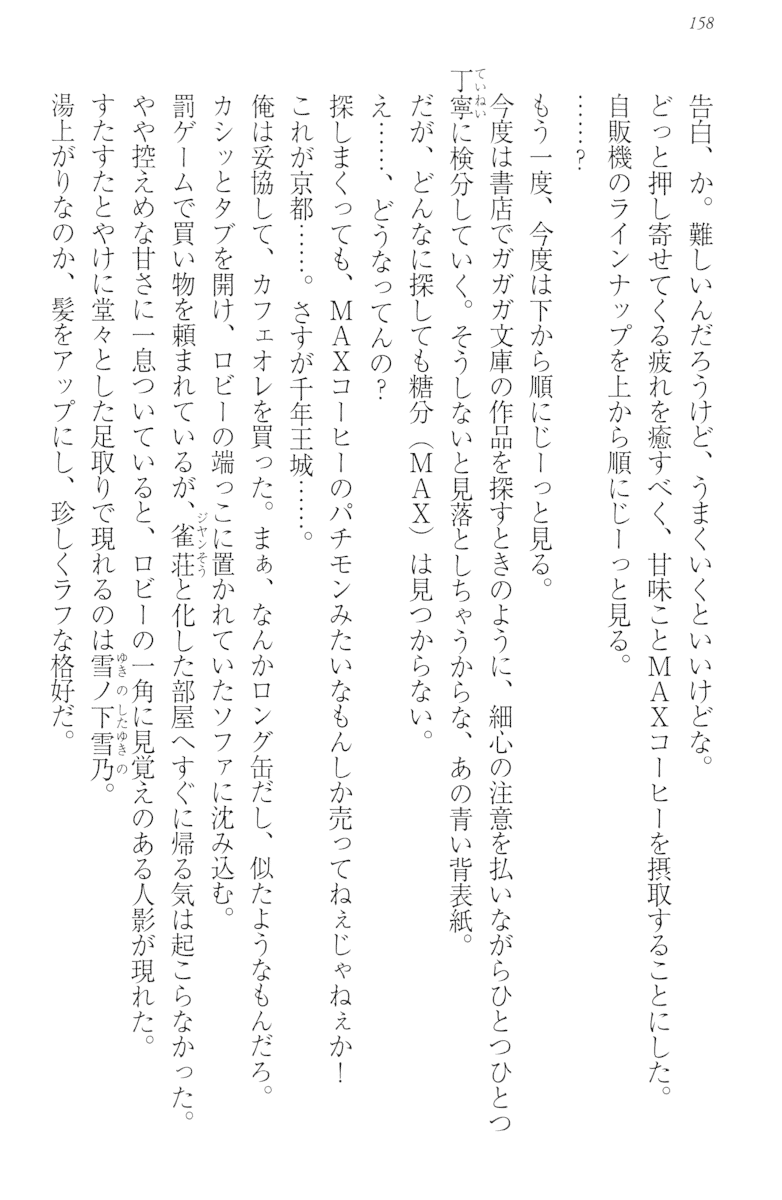 158
告白、か。難しいんだろうけど、うまくいくといいけどな。
どっと押し寄せてくる疲れを癒すべく、甘味ことMAXコーヒーを摂取することにした。
自販機のラインナップを上から順にじーっと見る。
……?
もう一度、今度は下から順にじーっと見る。
今度は書店でガガガ文庫の作品を探すときのように、細心の注意を払いながらひとつひとつ
丁寧に検分していく。そうしないと見落としちゃうからな、あの青い背表紙。
だが、どんなに探しても糖分（MAX）は見つからない。
え……、どうなってんの?
探しまくっても、MAXコーヒーのパチモンみたいなもんしか売ってねぇじゃねぇか!
これが京都……。さすが千年王城……。
俺は妥協して、カフェオレを買った。まぁ、なんかロング缶だし、似たようなもんだろ。
カシッとタブを開け、ロビーの端っこに置かれていたソファに沈み込む。
罰ゲームで買い物を頼まれているが、雀荘と化した部屋へすぐに帰る気は起こらなかった。
やや控えめな甘さに一息ついていると、ロビーの一角に見覚えのある人影が現れた。
すたすたとやけに堂々とした足取りで現れるのは雪ノ下雪乃。
湯上がりなのか、髪をアップにし、珍しくラフな格好だ。